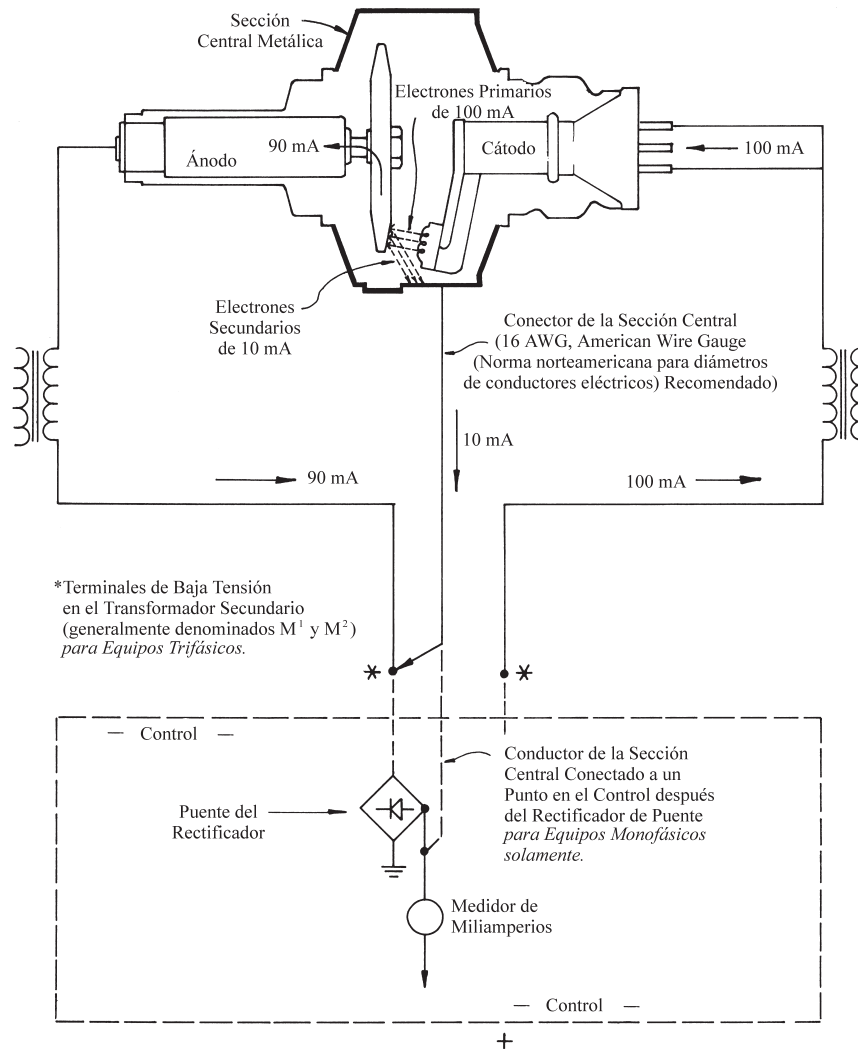 Sección
Central Metálica
Electrones Primarios
de 100 mA
90 mA
Ánodo
Cátodo
100 mA
Electrones
Secundarios
de 10 mA
Conector de la Sección Central
(16 AWG, American Wire Gauge
(Norma norteamericana para diámetros
de conductores eléctricos) Recomendado)
10 mA
90 mA
100 mA
*Terminales de Baja Tensión
en el Transformador Secundario
(generalmente denominados M¹ y M²)
para Equipos Trifásicos.
* *
— Control —
Conductor de la Sección
Central Conectado a un
Punto en el Control después
del Rectificador de Puente
para Equipos Monofásicos
solamente.
Puente del
Rectificador
Medidor de
Miliamperios
— Control —
+